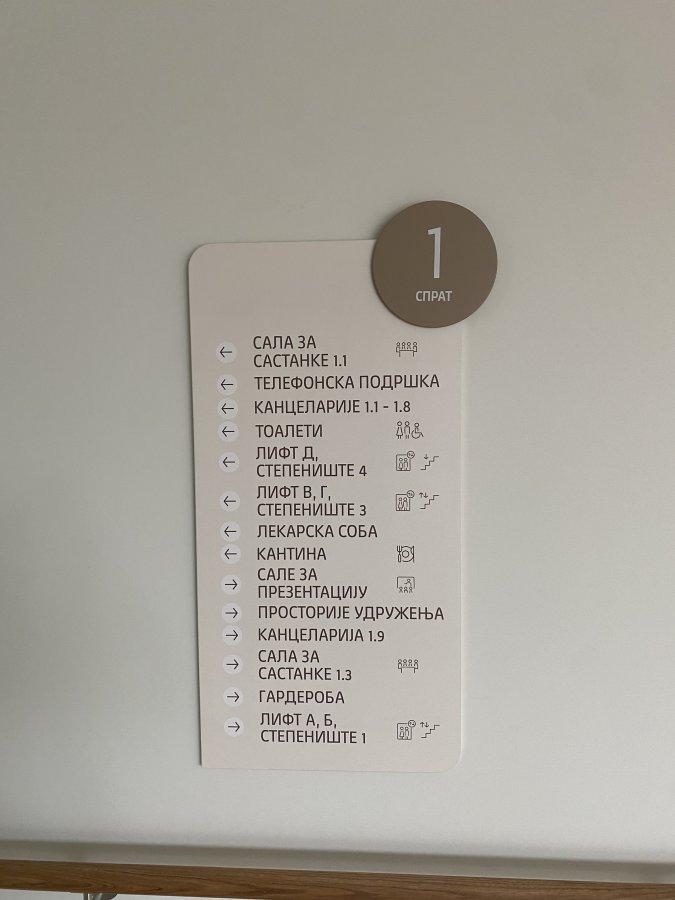 1
СПРАТ
← САЛА ЗА
САСТАНКЕ 1.1
← ТЕЛЕФОНСКА ПОДРШКА
← КАНЦЕЛАРИЈЕ 1.1 - 1.8
← ТОАЛЕТИ
← ЛИФТ Д,
СТЕПЕНИШТЕ 4
← ЛИФТ В, Г,
СТЕПЕНИШТЕ 3
← ЛЕКАРСКА СОБА
← КАНТИНА
→ САЛЕ ЗА
ПРЕЗЕНТАЦИЈУ
→ ПРОСТОРИЈЕ УДРУЖЕЊА
→ КАНЦЕЛАРИЈА 1.9
→ САЛА ЗА
САСТАНКЕ 1.3
→ ГАРДЕРОБА
→ ЛИФТ А, Б,
СТЕПЕНИШТЕ 1